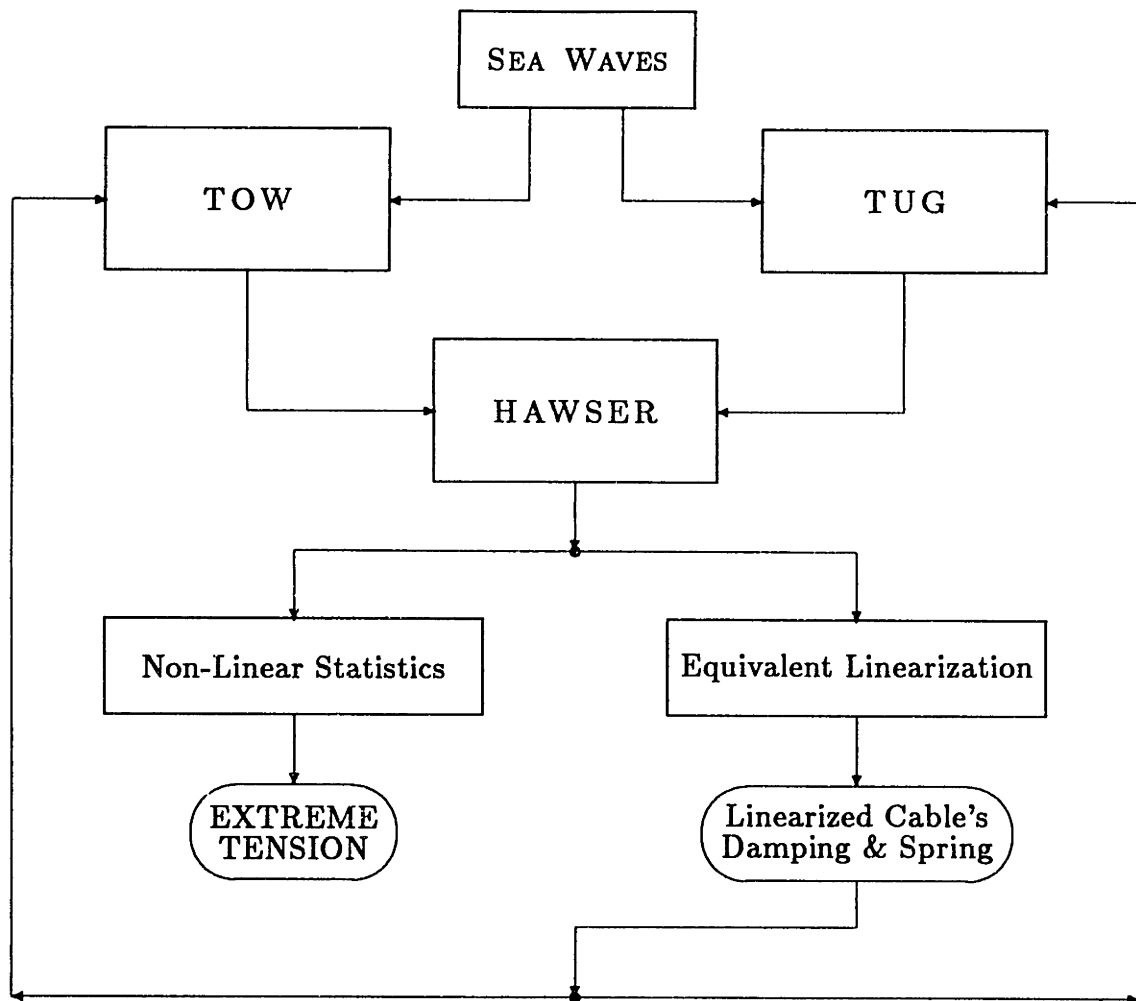 SEA WAVES
TOW
TUG
HAWSER
Non-Linear Statistics
Equivalent Linearization
EXTREME
TENSION
Linearized Cable's
Damping & Spring